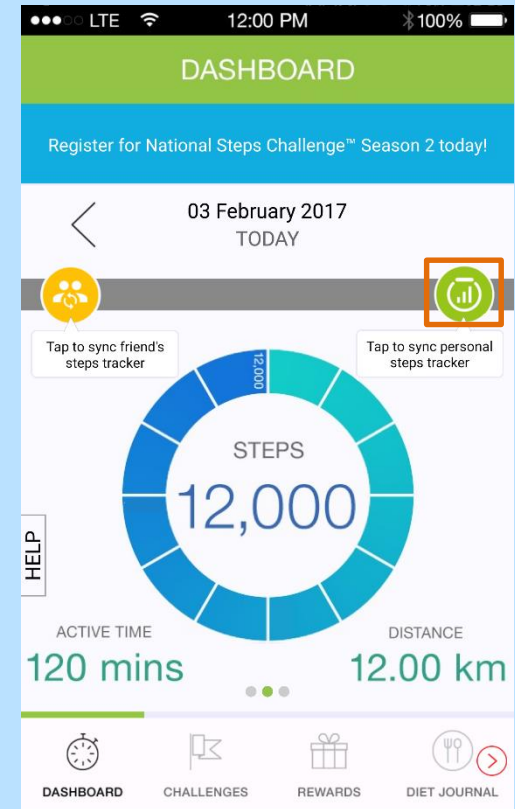 LTE 12:00 PM 100%
DASHBOARD
Register for National Steps Challenge™ Season 2 today!
03 February 2017
TODAY
Tap to sync friend's
steps tracker
Tap to sync personal
steps tracker
12,000
STEPS
12,000
HELP
ACTIVE TIME
120 mins
DISTANCE
12.00 km
DASHBOARD CHALLENGES REWARDS DIET JOURNAL